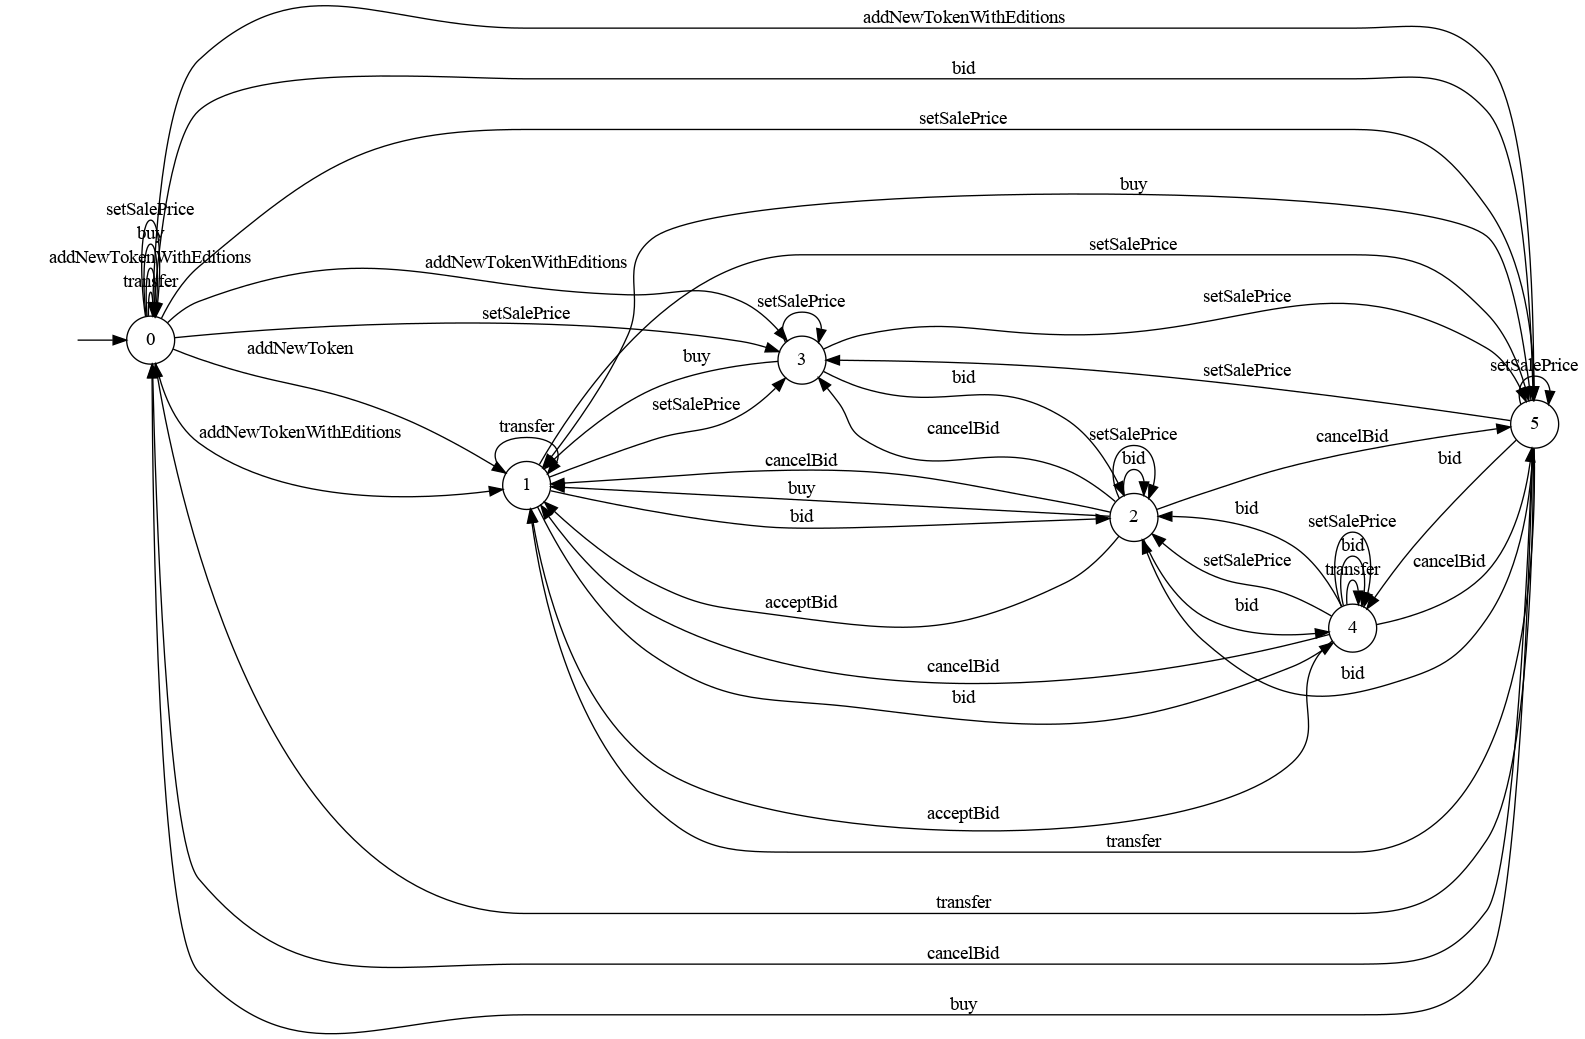 addNewTokenWithEditions
bid
setSalePrice
buy
setSalePrice
buy
addNewTokenWithEditions
transfer
setSalePrice
addNewTokenWithEditions
setSalePrice
setSalePrice
setSalePrice
0
addNewToken
buy
3
bid
setSalePrice
setSalePrice
setSalePrice
addNewTokenWithEditions
transfer
cancelBid
setSalePrice
cancelBid
5
cancelBid
bid
bid
1
buy
bid
2
bid
setSalePrice
bid
transfer
setSalePrice
cancelBid
acceptBid
bid
4
cancelBid
bid
bid
acceptBid
transfer
transfer
cancelBid
buy